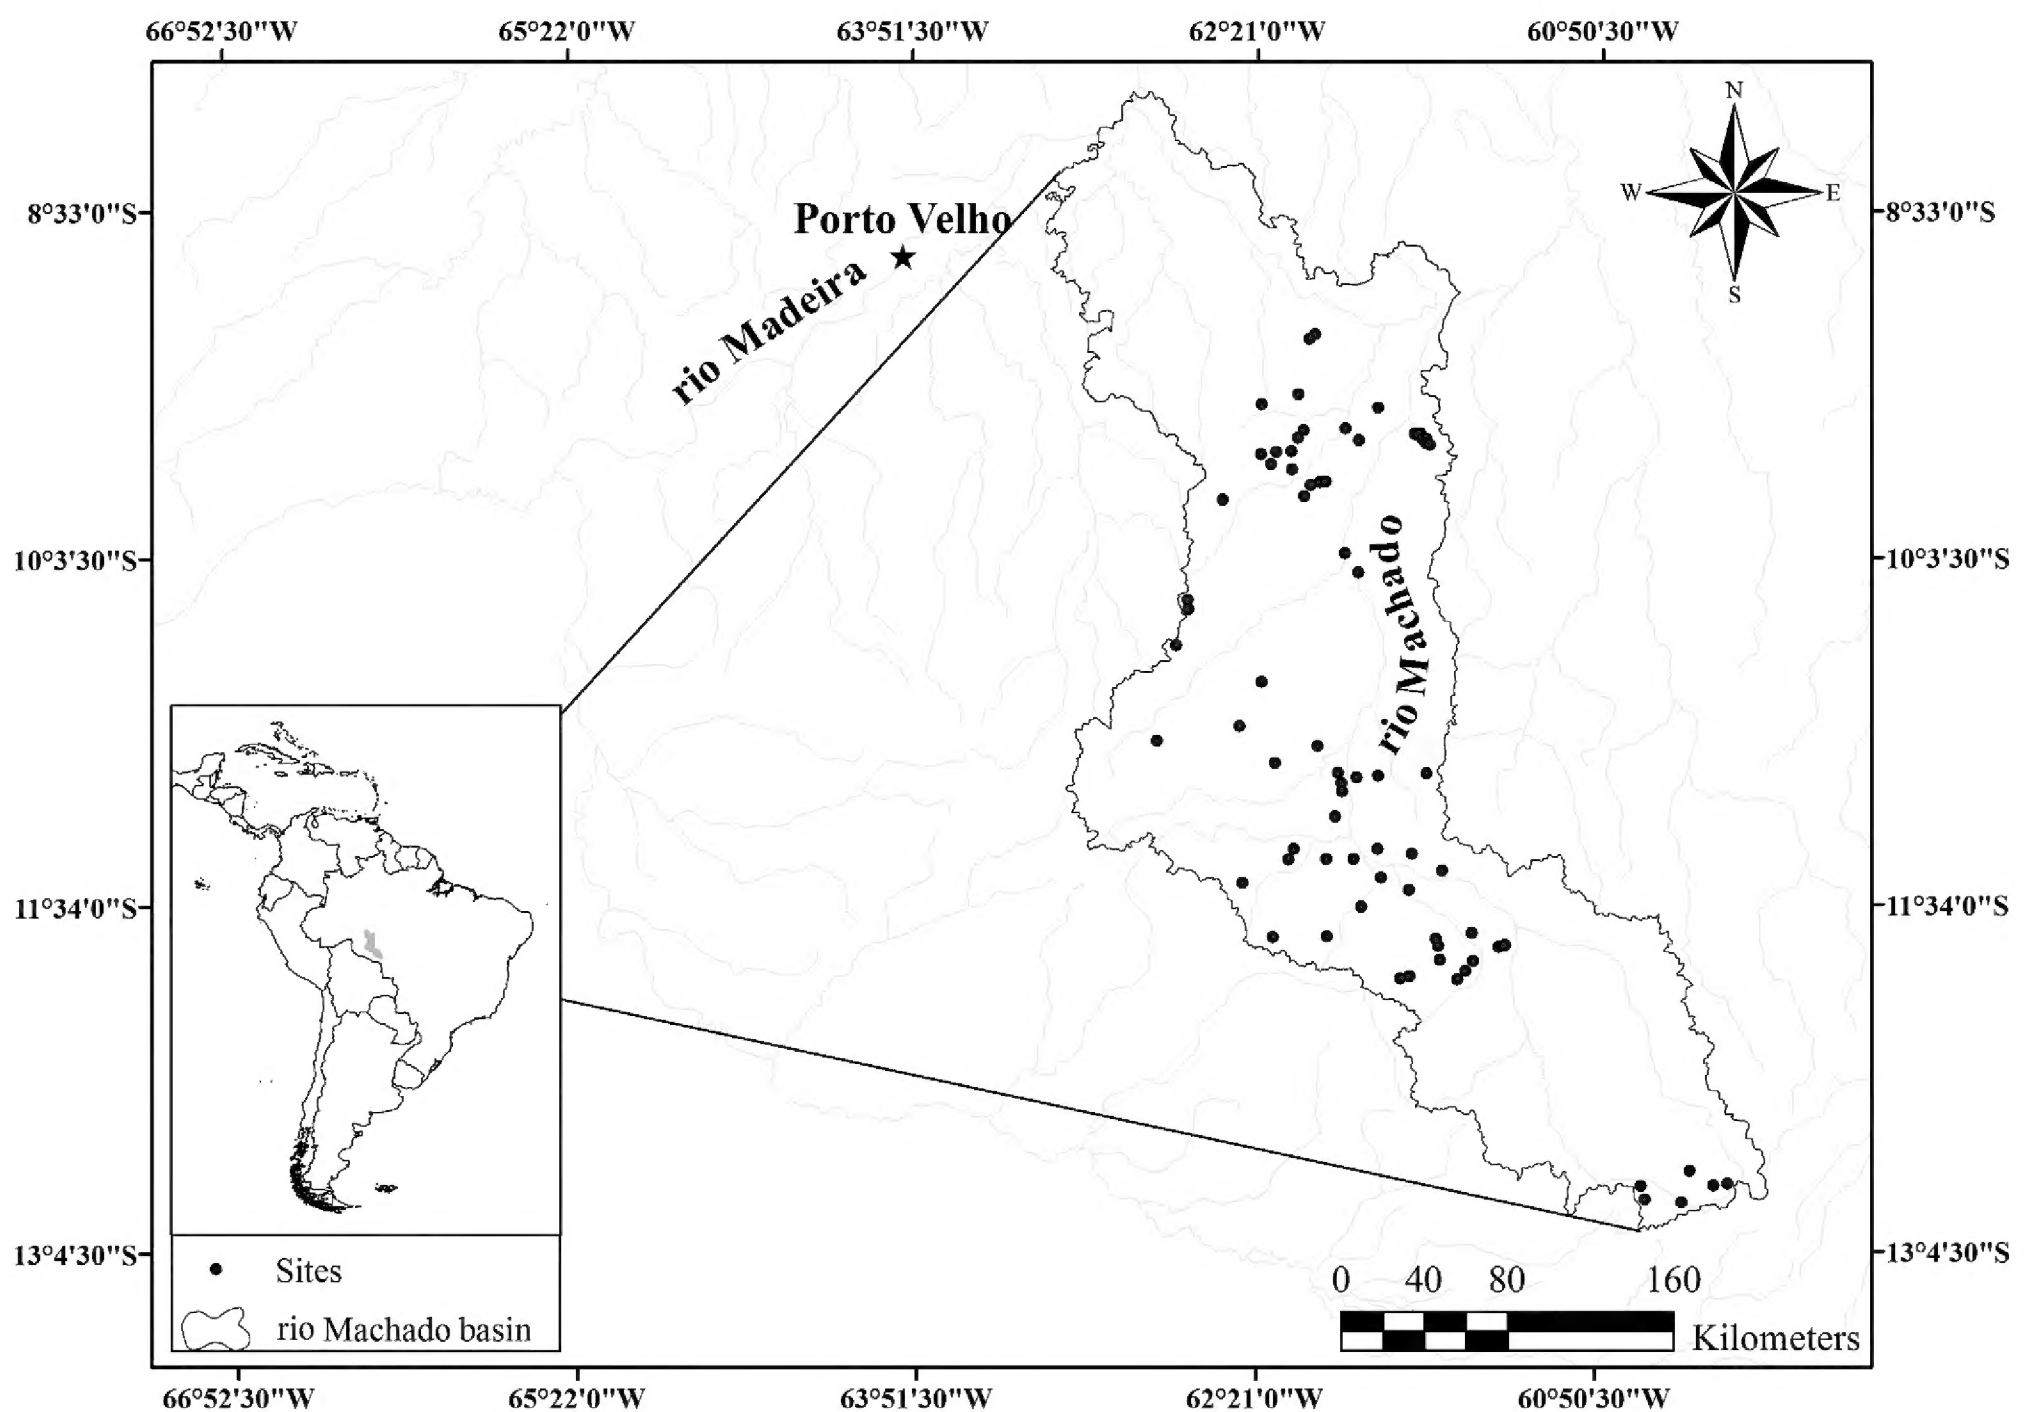 66°52'30"W 65°22'0"W 63°51'30"W 62°21'0"W 60°50'30"W
N
W E
S
8°33'0"S 8°33'0"S
Porto Velho
rio Madeira
10°3'30"S 10°3'30"S
rio Machado
11°34'0"S 11°34'0"S
13°4'30"S 13°4'30"S
Sites
rio Machado basin
0 40 80 160
Kilometers
66°52'30"W 65°22'0"W 63°51'30"W 62°21'0"W 60°50'30"W